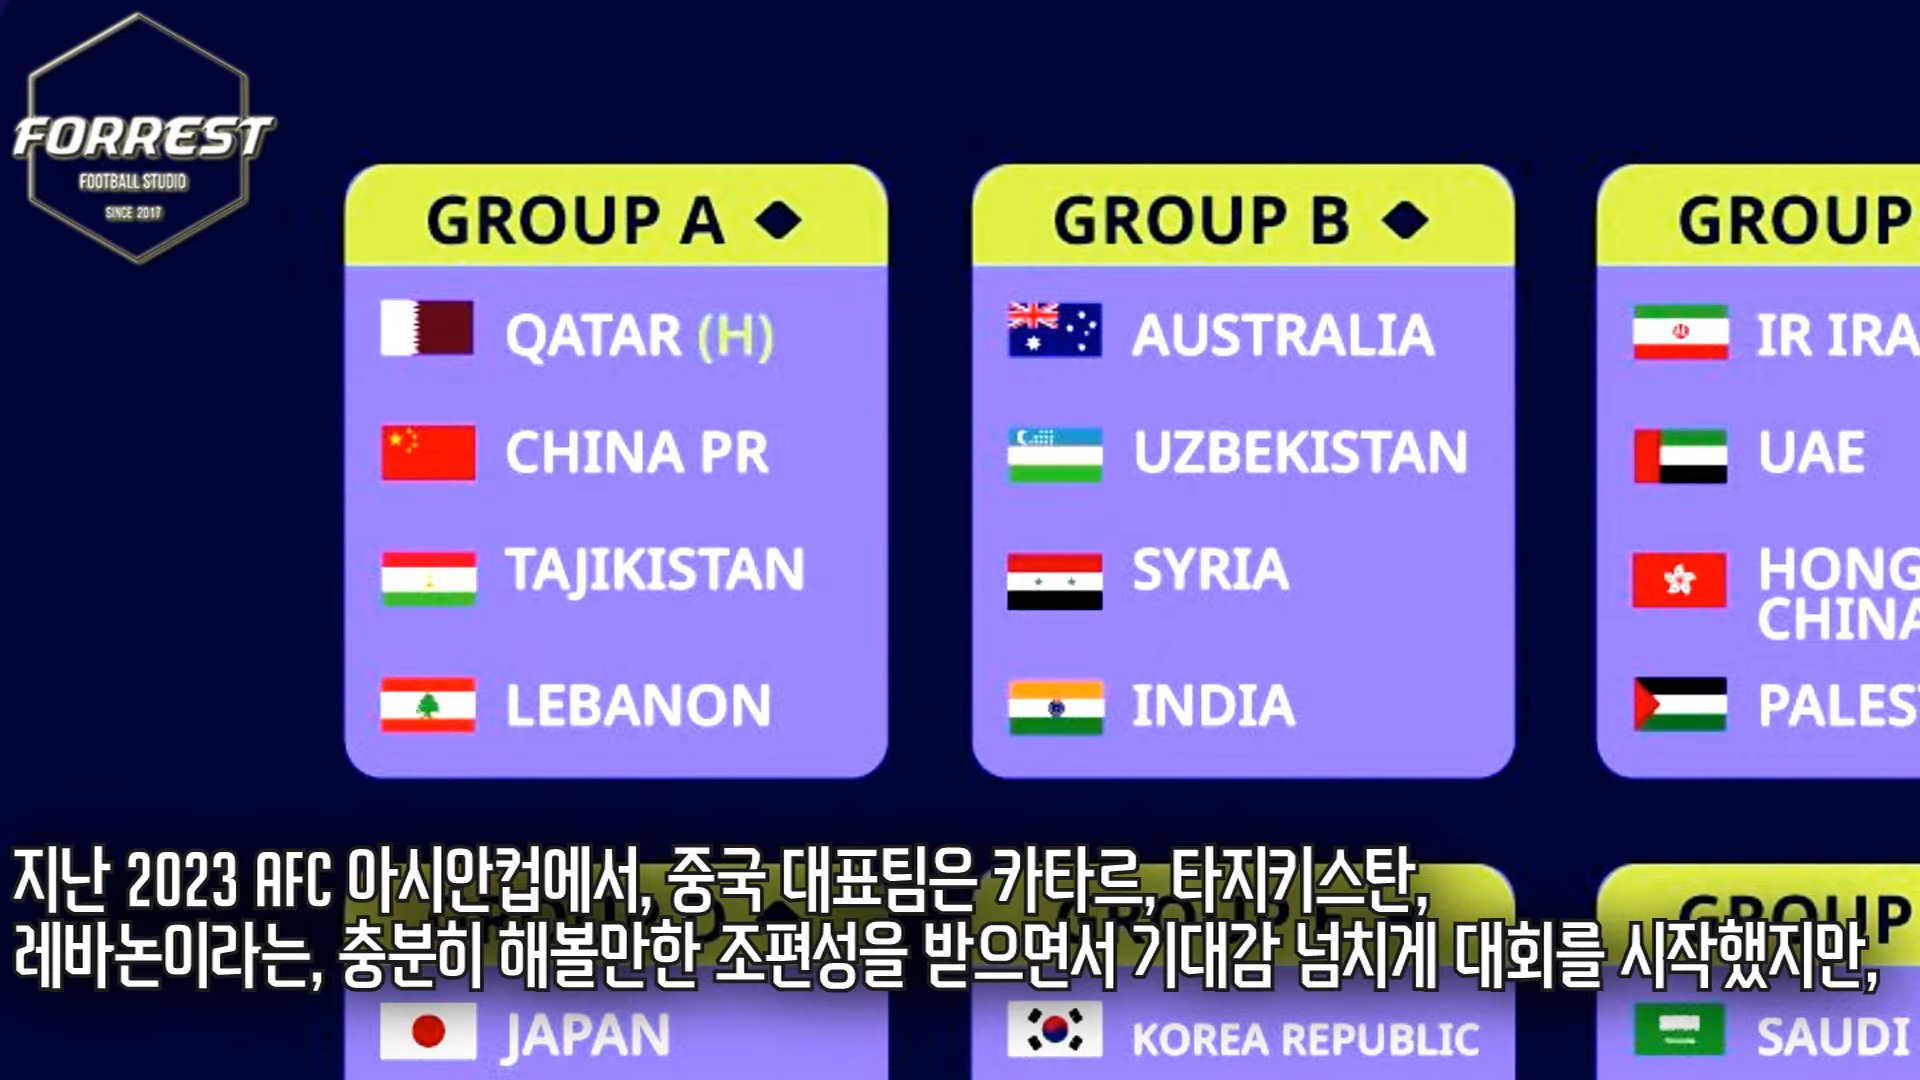 FORREST
FOOTBALL STUDIO
SINCE 2017
GROUP A
QATAR (H)
CHINA PR
TAJIKISTAN
LEBANON
GROUP B
AUSTRALIA
UZBEKISTAN
SYRIA
INDIA
GROUP
IR IRA
UAE
HONG
CHINA
PALEST
지난 2023 AFC 아시안컵에서, 중국 대표팀은 카타르, 타지키스탄,
레바논이라는, 충분히 해볼만한 조편성을 받으면서 기대감 넘치게 대회를 시작했지만,
GROUP D
JAPAN
GROUP E
KOREA REPUBLIC
GROUP
SAUDI